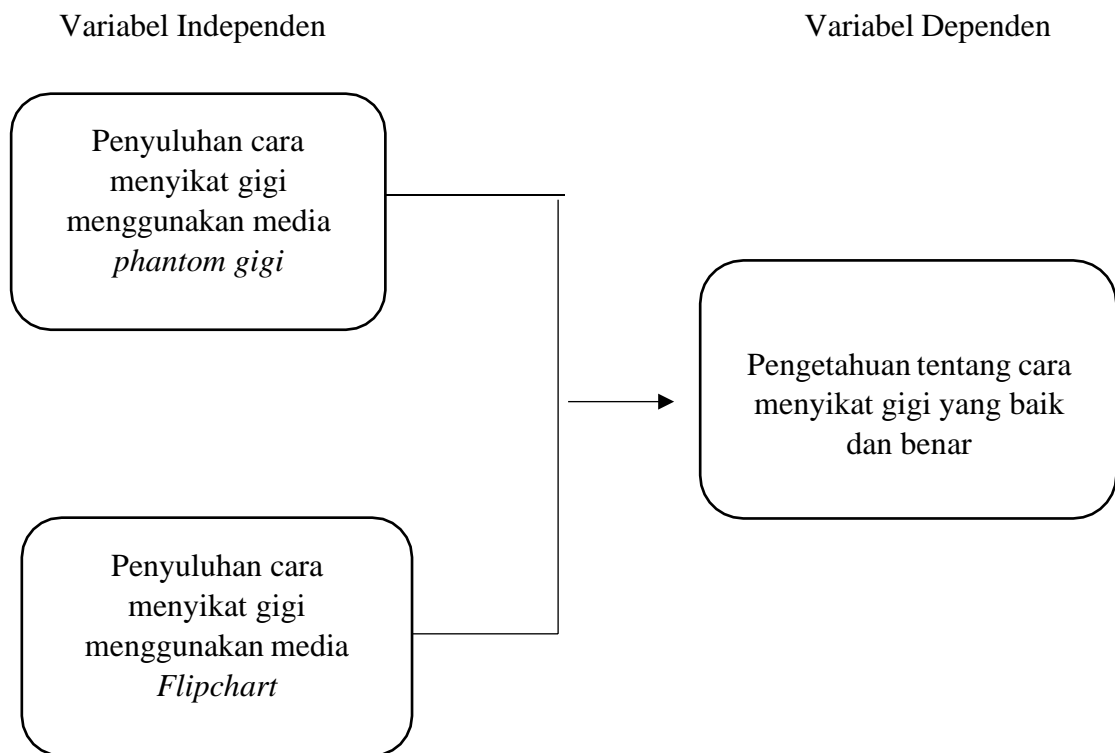 Variabel Independen
Variabel Dependen
Penyuluhan cara
menyikat gigi
menggunakan media
phantom gigi
Pengetahuan tentang cara
menyikat gigi yang baik
dan benar
Penyuluhan cara
menyikat gigi
menggunakan media
Flipchart